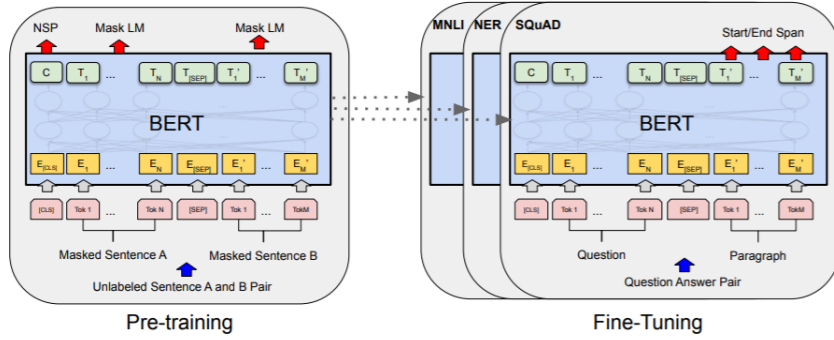 NSP Mask LM Mask LM
C T1 ... TN T[SEP] T1' ... TM'
BERT
E[CLS] E1 ... EN E[SEP] E1' ... EM'
[CLS] Tok 1 ... Tok N [SEP] Tok 1 ... TokM
Masked Sentence A Masked Sentence B
Unlabeled Sentence A and B Pair
Pre-training
MNLI NER SQuAD
Start/End Span
C T1 ... TN T[SEP] T1' ... TM'
BERT
E[CLS] E1 ... EN E[SEP] E1' ... EM'
[CLS] Tok 1 ... Tok N [SEP] Tok 1 ... TokM
Question Paragraph
Question Answer Pair
Fine-Tuning